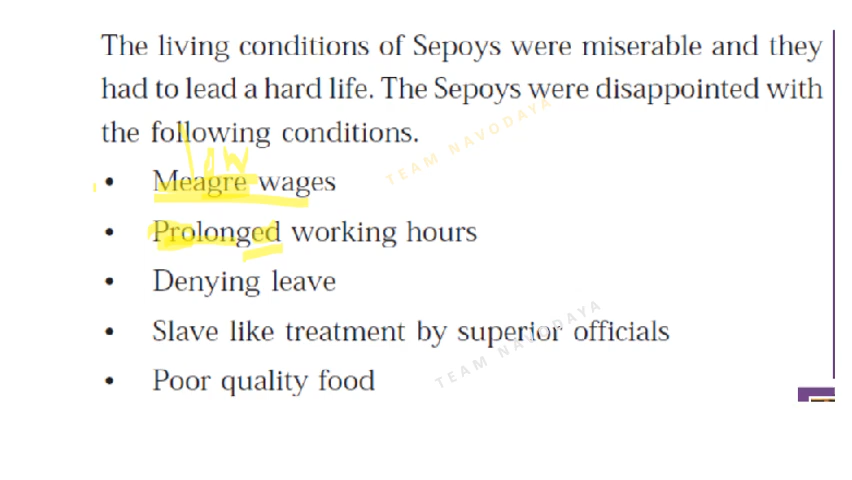 The living conditions of Sepoys were miserable and they
had to lead a hard life. The Sepoys were disappointed with
the following conditions.
low
• Meagre wages
• Prolonged working hours
• Denying leave
• Slave like treatment by superior officials
• Poor quality food
TEAM NAVODAYA
TEAM NAVODAYA